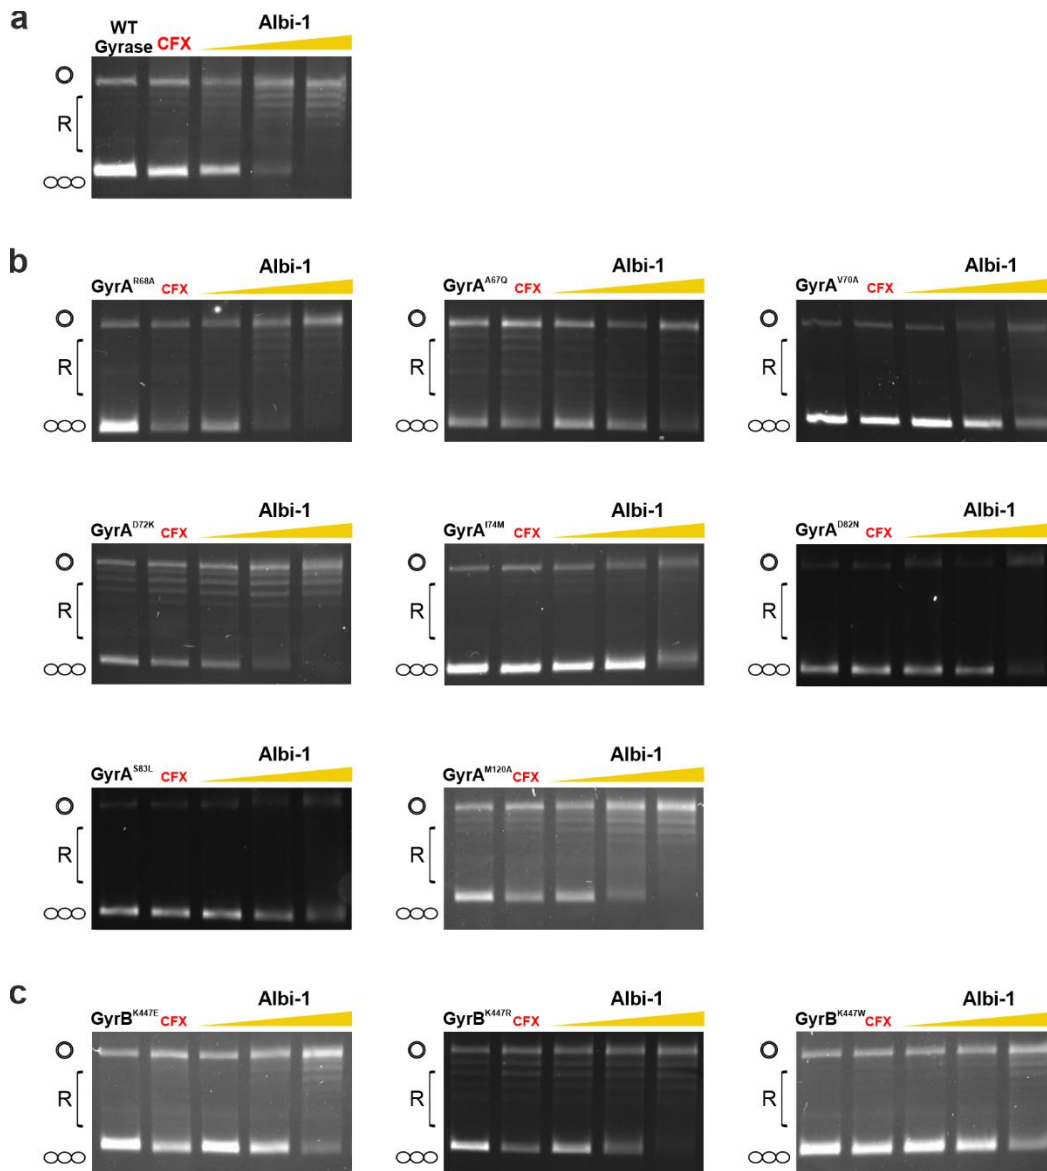 a
WT
Gyrase CFX Albi-1
R
b
Albi-1 Albi-1 Albi-1
GyrA^R68A CFX GyrA^A67Q CFX GyrA^V70A CFX
R R R
Albi-1 Albi-1 Albi-1
GyrA^D72K CFX GyrA^I74M CFX GyrA^D82N CFX
R R R
Albi-1 Albi-1
GyrA^S83L CFX GyrA^M120A CFX
R R
c
Albi-1 Albi-1 Albi-1
GyrB^K447E CFX GyrB^K447R CFX GyrB^K447W CFX
R R R